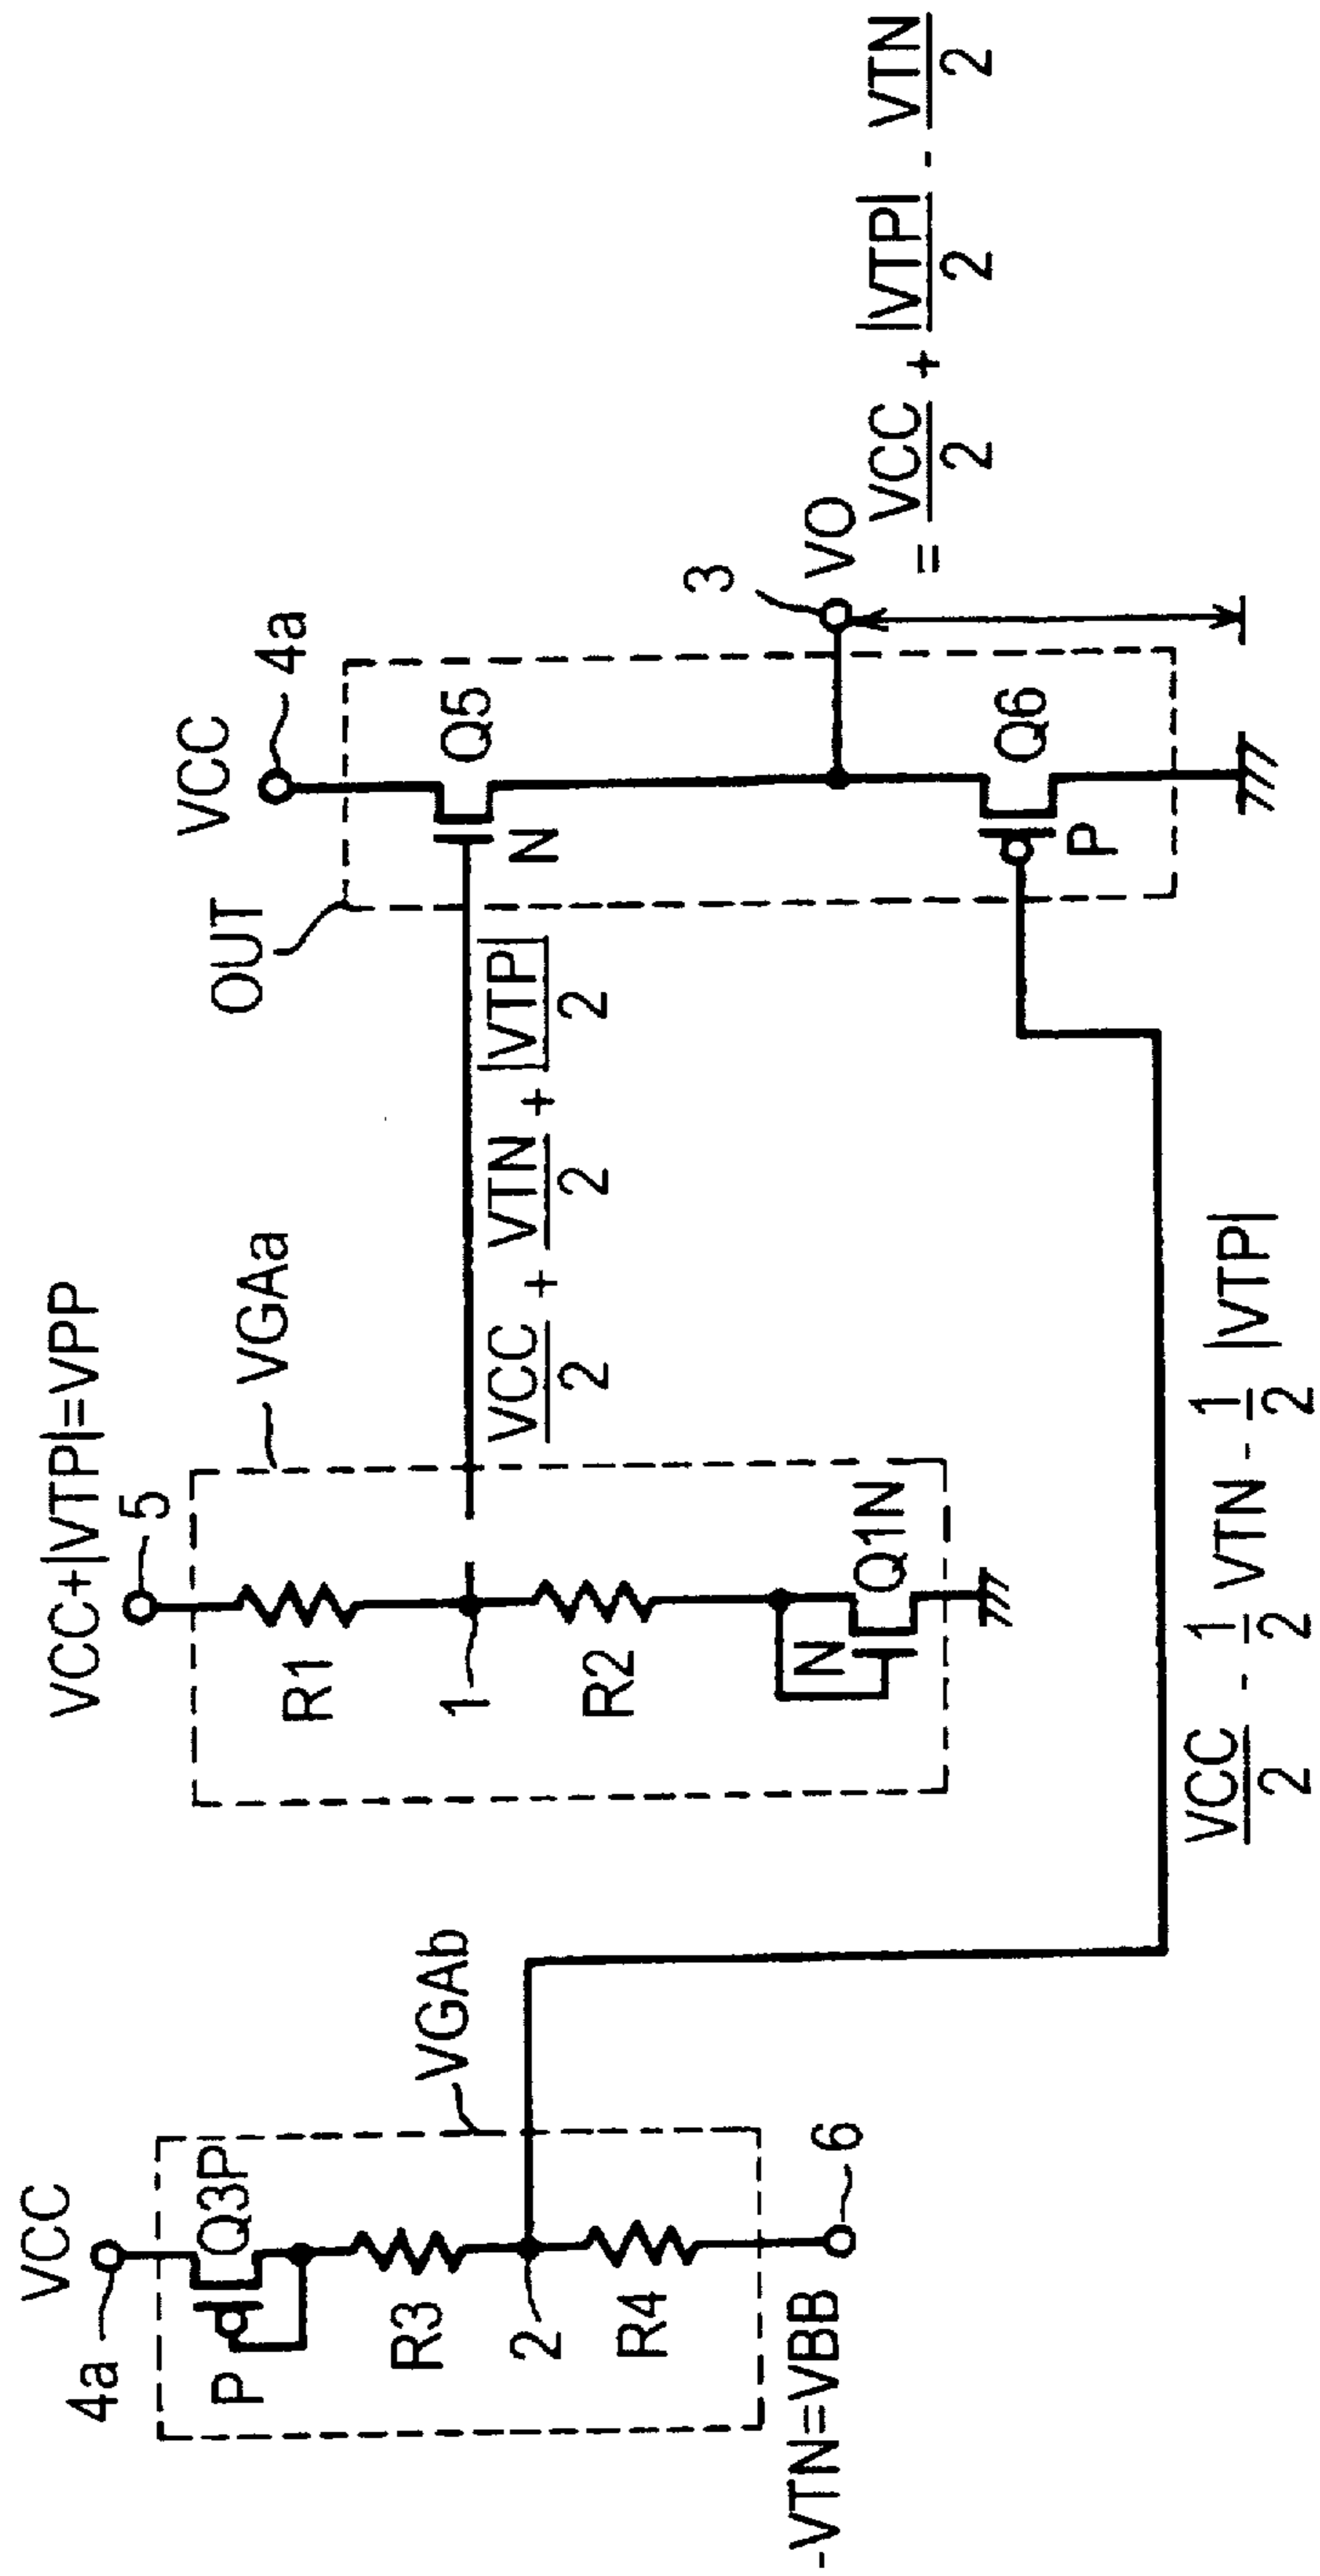 VCC
4a
Q3P
P
R3
2
R4
-VTN=VBB
6
VGAb
VCC+|VTP|=VPP
5
VGAa
R1
1
R2
N
Q1N
VCC/2 + VTN/2 + |VTP|/2
VCC/2 - 1/2 VTN - 1/2 |VTP|
OUT
VCC
4a
Q5
N
Q6
P
3
VO
= VCC/2 + |VTP|/2 - VTN/2